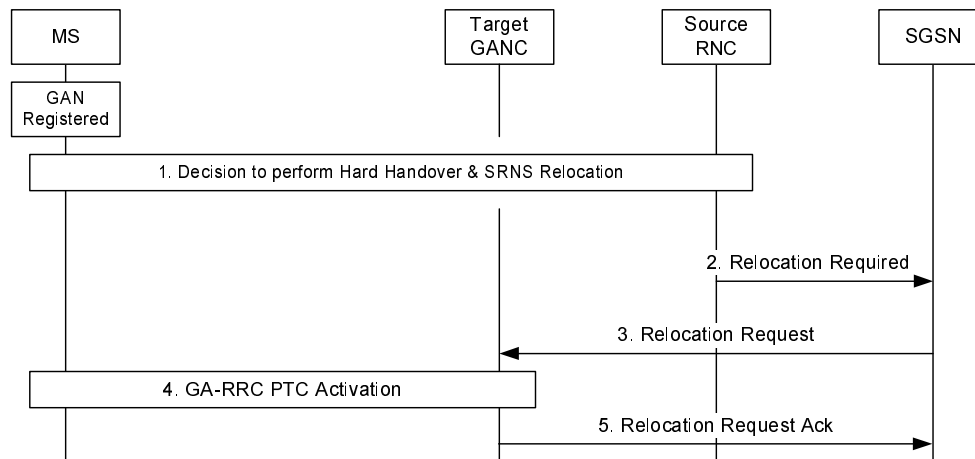 MS
Target
GANC
Source
RNC
SGSN
GAN
Registered
1. Decision to perform Hard Handover & SRNS Relocation
2. Relocation Required
3. Relocation Request
4. GA-RRC PTC Activation
5. Relocation Request Ack